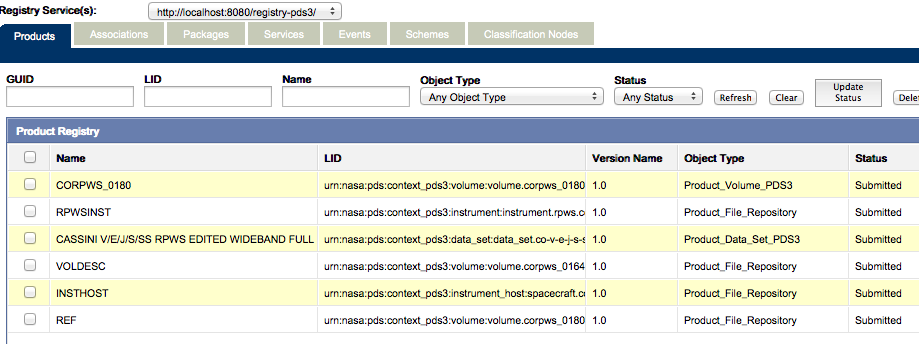 Registry Service(s): http://localhost:8080/registry-pds3/
Products Associations Packages Services Events Schemes Classification Nodes
GUID LID Name Object Type Status
Any Object Type Any Status Refresh Clear Update Status
Product Registry
Name LID Version Name Object Type Status
CORPWS_0180 urn:nasa:pds:context_pds3:volume:volume.corpws_0180 1.0 Product_Volume_PDS3 Submitted
RPWSINST urn:nasa:pds:context_pds3:instrument:instrument.rpws.c 1.0 Product_File_Repository Submitted
CASSINI V/E/J/S/SS RPWS EDITED WIDEBAND FULL urn:nasa:pds:context_pds3:data_set:data_set.co-v-e-j-s-s 1.0 Product_Data_Set_PDS3 Submitted
VOLDESC urn:nasa:pds:context_pds3:volume:volume.corpws_0164 1.0 Product_File_Repository Submitted
INSTHOST urn:nasa:pds:context_pds3:instrument_host:spacecraft.c 1.0 Product_File_Repository Submitted
REF urn:nasa:pds:context_pds3:volume:volume.corpws_0180 1.0 Product_File_Repository Submitted